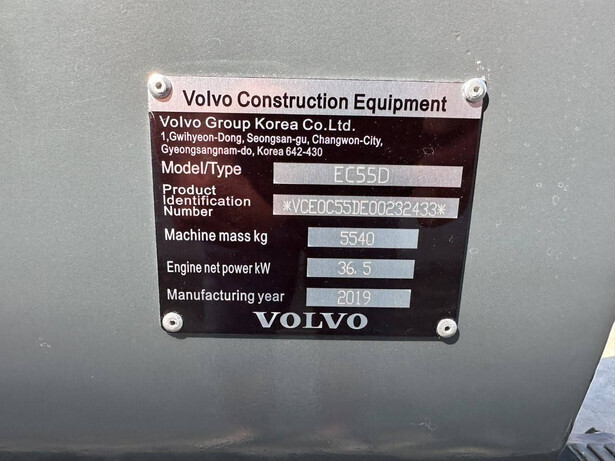 Volvo Construction Equipment
Volvo Group Korea Co.Ltd.
1,Gwihyeon-Dong, Seongsan-gu, Changwon-City,
Gyeongsangnam-do, Korea 642-430
Model/Type EC55D
Product
Identification
Number *VCE0C55DE00232433*
Machine mass kg 5540
Engine net power kW 36.5
Manufacturing year 2019
VOLVO